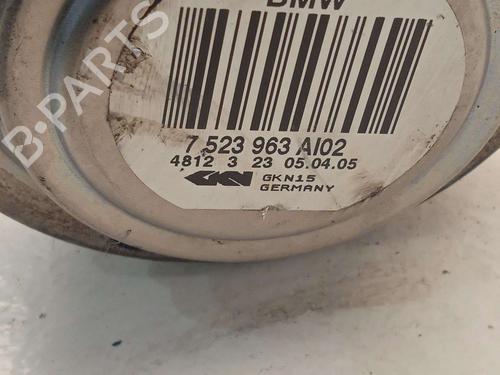 BMW
7 523 963 AI02
4812 3 23 05.04.05
GKN GKN15
GERMANY
B-PARTS